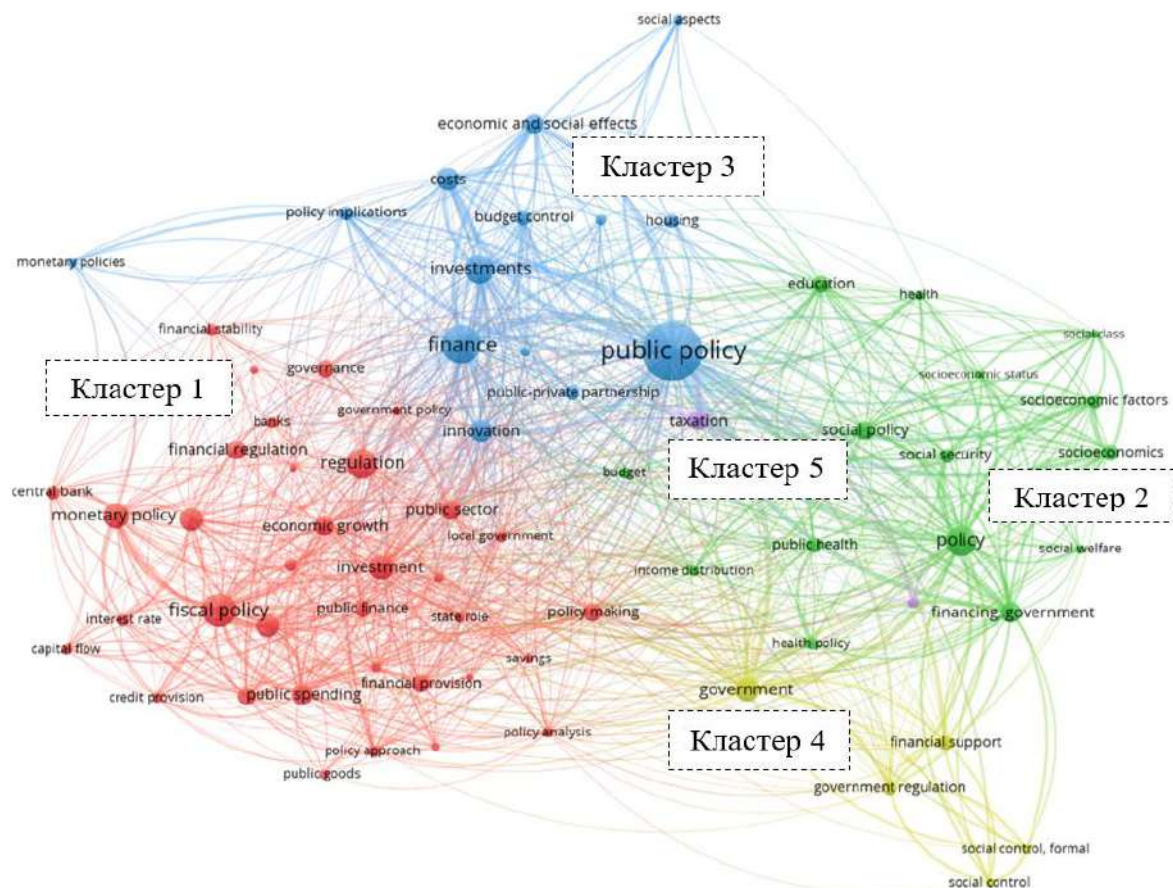 social aspects
economic and social effects
Кластер 3
costs
policy implications
budget control
housing
monetary policies
investments
education
health
financial stability
social class
finance
public policy
governance
socioeconomic status
Кластер 1
public-private partnership
socioeconomic factors
government policy
banks
taxation
innovation
social policy
financial regulation
regulation
Кластер 5
social security
socioeconomics
budget
central bank
Кластер 2
monetary policy
public sector
economic growth
local government
policy
public health
social welfare
investment
income distribution
fiscal policy
public finance
state role
policy making
financing, government
interest rate
health policy
capital flow
savings
credit provision
public spending
financial provision
government
policy analysis
Кластер 4
financial support
policy approach
public goods
government regulation
social control, formal
social control